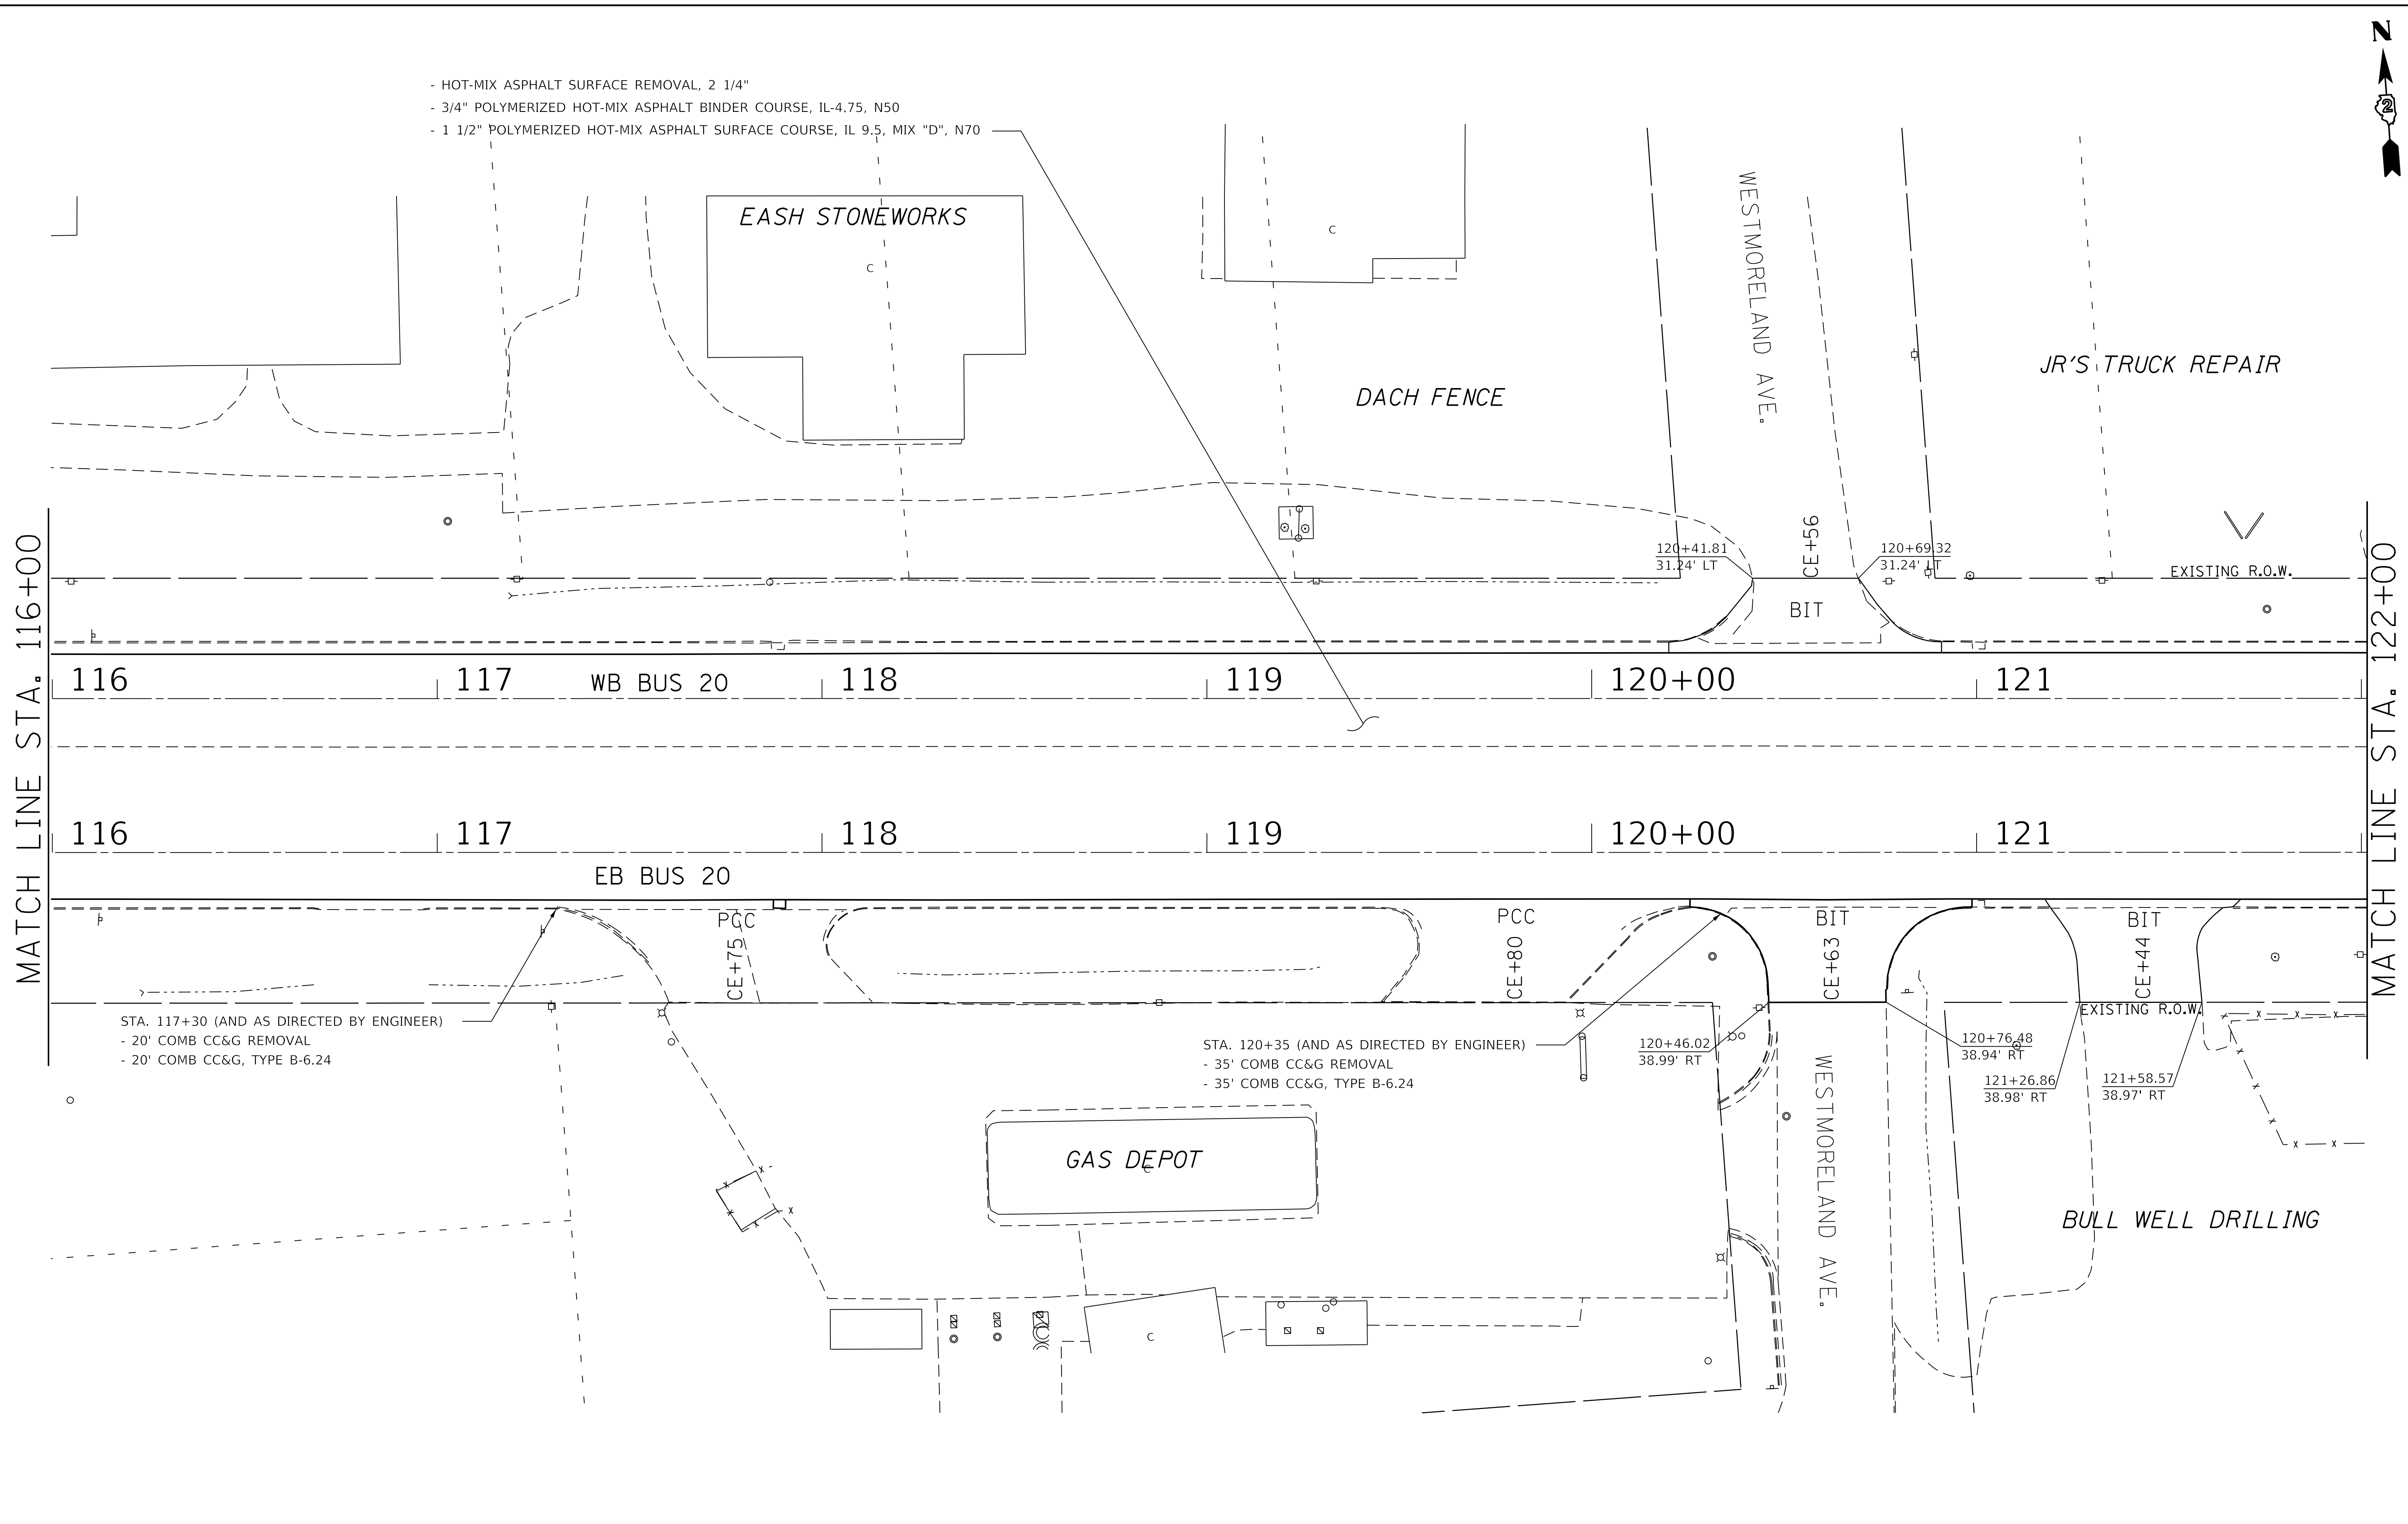 N
2
- HOT-MIX ASPHALT SURFACE REMOVAL, 2 1/4"
- 3/4" POLYMERIZED HOT-MIX ASPHALT BINDER COURSE, IL-4.75, N50
- 1 1/2" POLYMERIZED HOT-MIX ASPHALT SURFACE COURSE, IL 9.5, MIX "D", N70
EASH STONEWORKS
C
C
WESTMORELAND AVE.
JR'S TRUCK REPAIR
DACH FENCE
MATCH LINE STA. 116+00
120+41.81
31.24' LT
CE+56
120+69.32
31.24' LT
EXISTING R.O.W.
BIT
MATCH LINE STA. 122+00
116
117
WB BUS 20
118
119
120+00
121
116
117
118
119
120+00
121
EB BUS 20
PCC
CE+75
PCC
CE+80
BIT
CE+63
BIT
CE+44
EXISTING R.O.W.
STA. 117+30 (AND AS DIRECTED BY ENGINEER)
- 20' COMB CC&G REMOVAL
- 20' COMB CC&G, TYPE B-6.24
STA. 120+35 (AND AS DIRECTED BY ENGINEER)
- 35' COMB CC&G REMOVAL
- 35' COMB CC&G, TYPE B-6.24
120+46.02
38.99' RT
120+76.48
38.94' RT
121+26.86
38.98' RT
121+58.57
38.97' RT
WESTMORELAND AVE.
GAS DEPOT
C
BULL WELL DRILLING
C